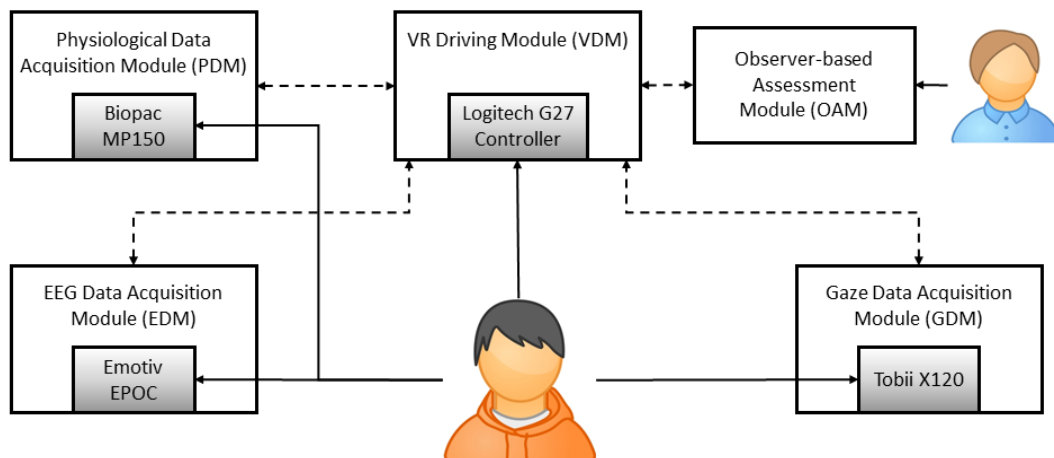 Physiological Data
Acquisition Module (PDM)
Biopac
MP150
VR Driving Module (VDM)
Logitech G27
Controller
Observer-based
Assessment
Module (OAM)
EEG Data Acquisition
Module (EDM)
Emotiv
EPOC
Gaze Data Acquisition
Module (GDM)
Tobii X120